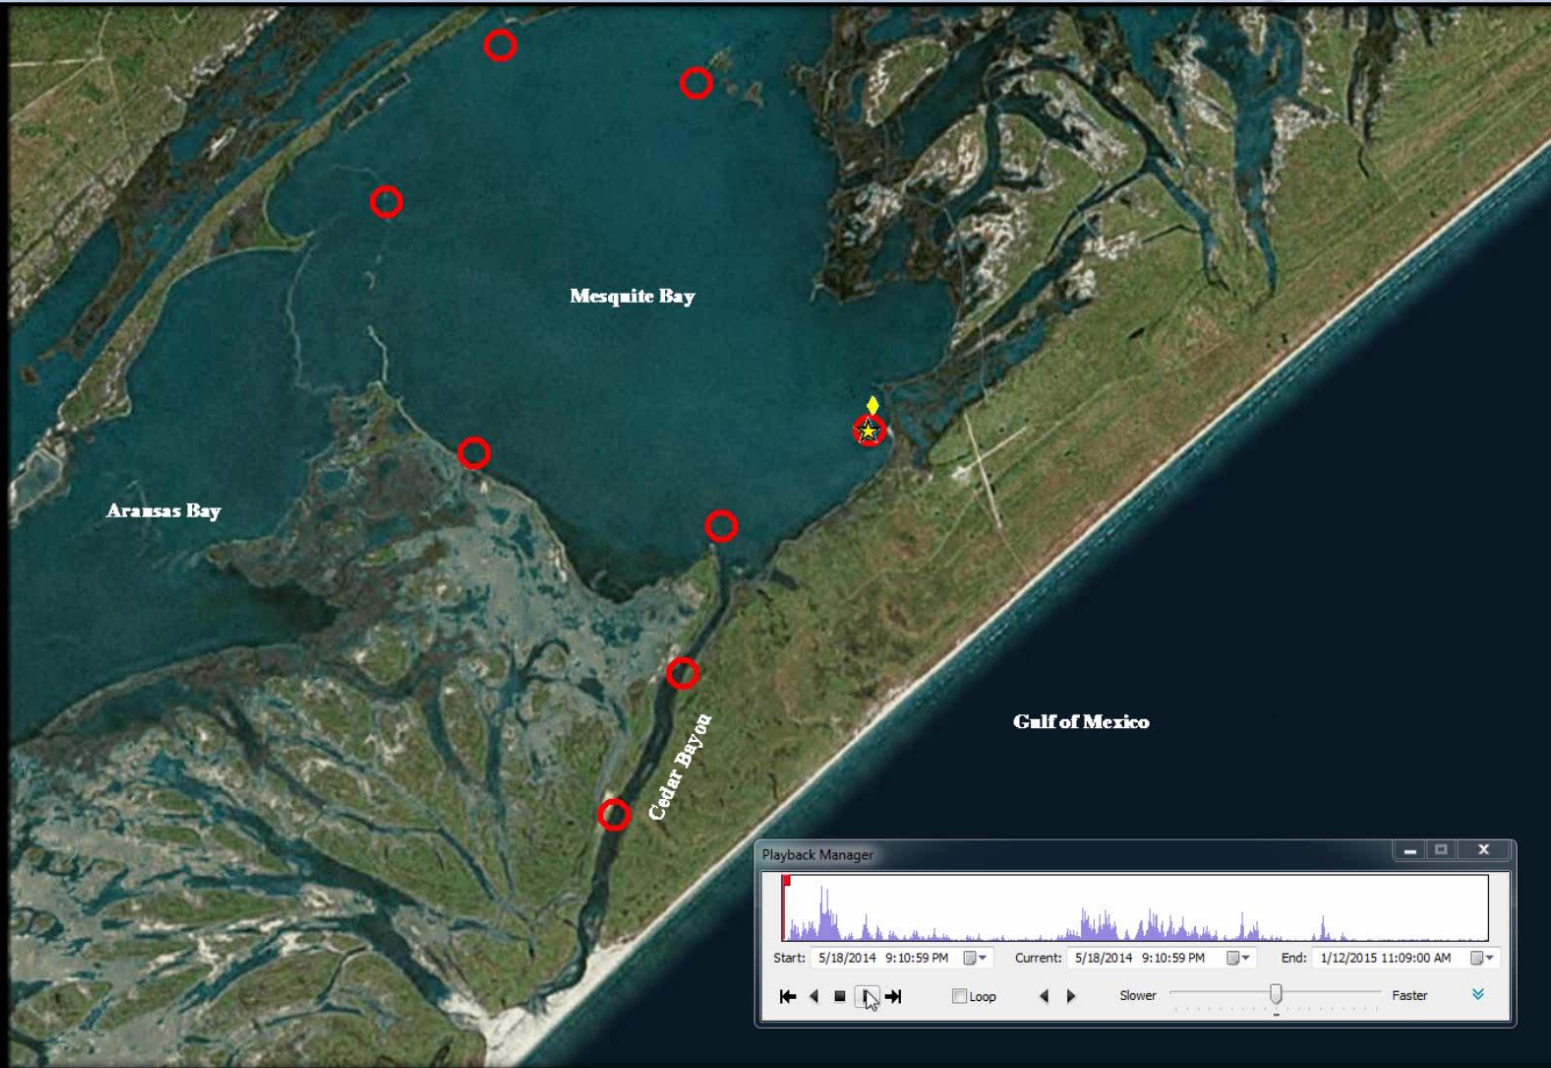 Mesquite Bay
Aransas Bay
Gulf of Mexico
Cedar Bayou
Playback Manager
Start: 5/18/2014 9:10:59 PM Current: 5/18/2014 9:10:59 PM End: 1/12/2015 11:09:00 AM
Loop Slower Faster